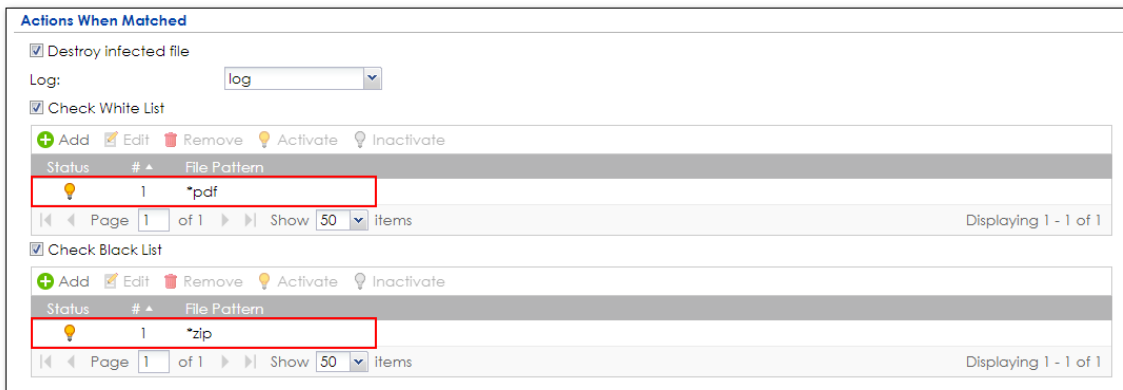 Actions When Matched
Destroy infected file
Log: log
Check White List
Add Edit Remove Activate Inactivate
Status # File Pattern
1 *pdf
Page 1 of 1 Show 50 items Displaying 1 - 1 of 1
Check Black List
Add Edit Remove Activate Inactivate
Status # File Pattern
1 *zip
Page 1 of 1 Show 50 items Displaying 1 - 1 of 1